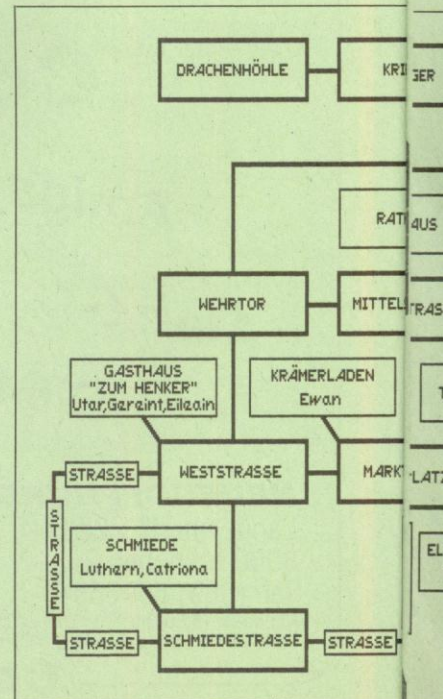 DRACHENHÖHLE
KRI GER
RAT AUS
WEHRTOR
MITTEL RAS
GASTHAUS
"ZUM HENKER"
Utar,Gereint,Eileain
KRÄMERLADEN
Ewan
T
STRASSE
WESTSTRASSE
MARK LATZ
STRASSE
SCHMIEDE
Luthern,Catriona
EL
STRASSE
SCHMIEDESTRASSE
STRASSE